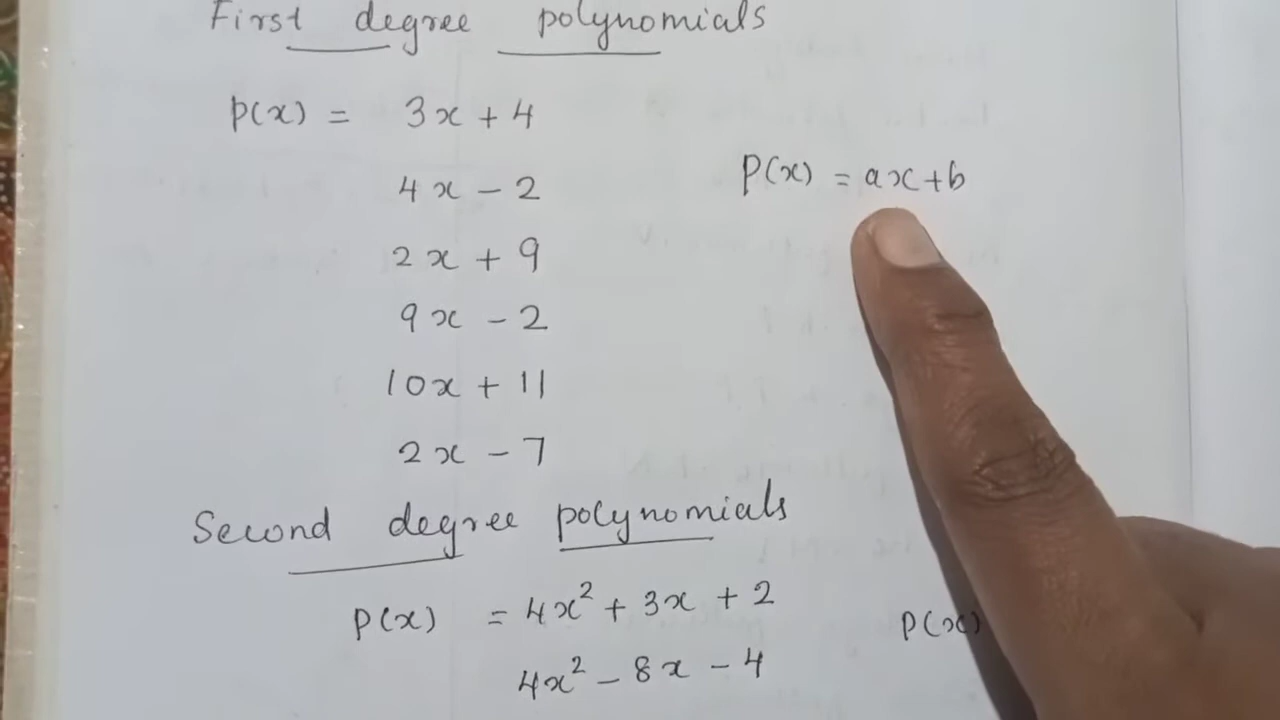 First degree polynomials
P(x) = 3x + 4
4x - 2
P(x) = ax+b
2x + 9
9x - 2
10x + 11
2x - 7
Second degree polynomials
P(x) = 4x² + 3x + 2
P(x)
4x² - 8x - 4